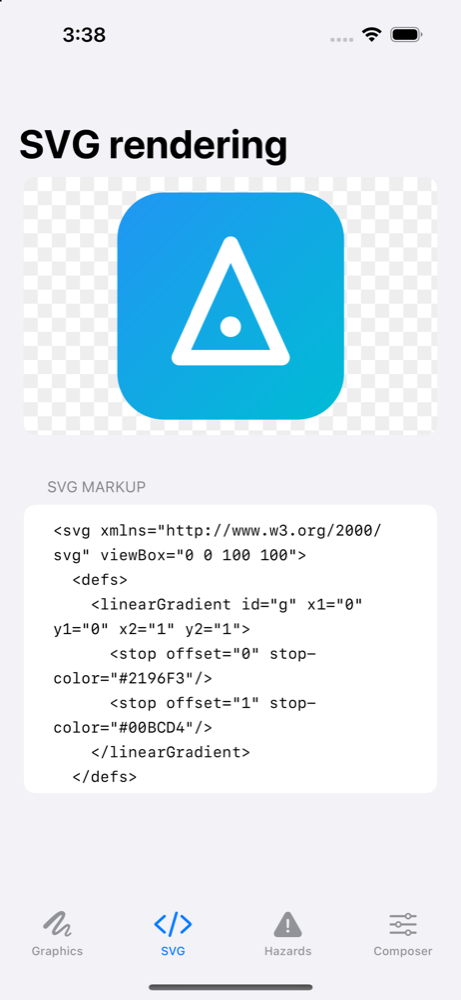 3:38
SVG rendering
SVG MARKUP
<svg xmlns="http://www.w3.org/2000/
svg" viewBox="0 0 100 100">
  <defs>
    <linearGradient id="g" x1="0"
y1="0" x2="1" y2="1">
      <stop offset="0" stop-
color="#2196F3"/>
      <stop offset="1" stop-
color="#00BCD4"/>
    </linearGradient>
  </defs>
Graphics
SVG
Hazards
Composer